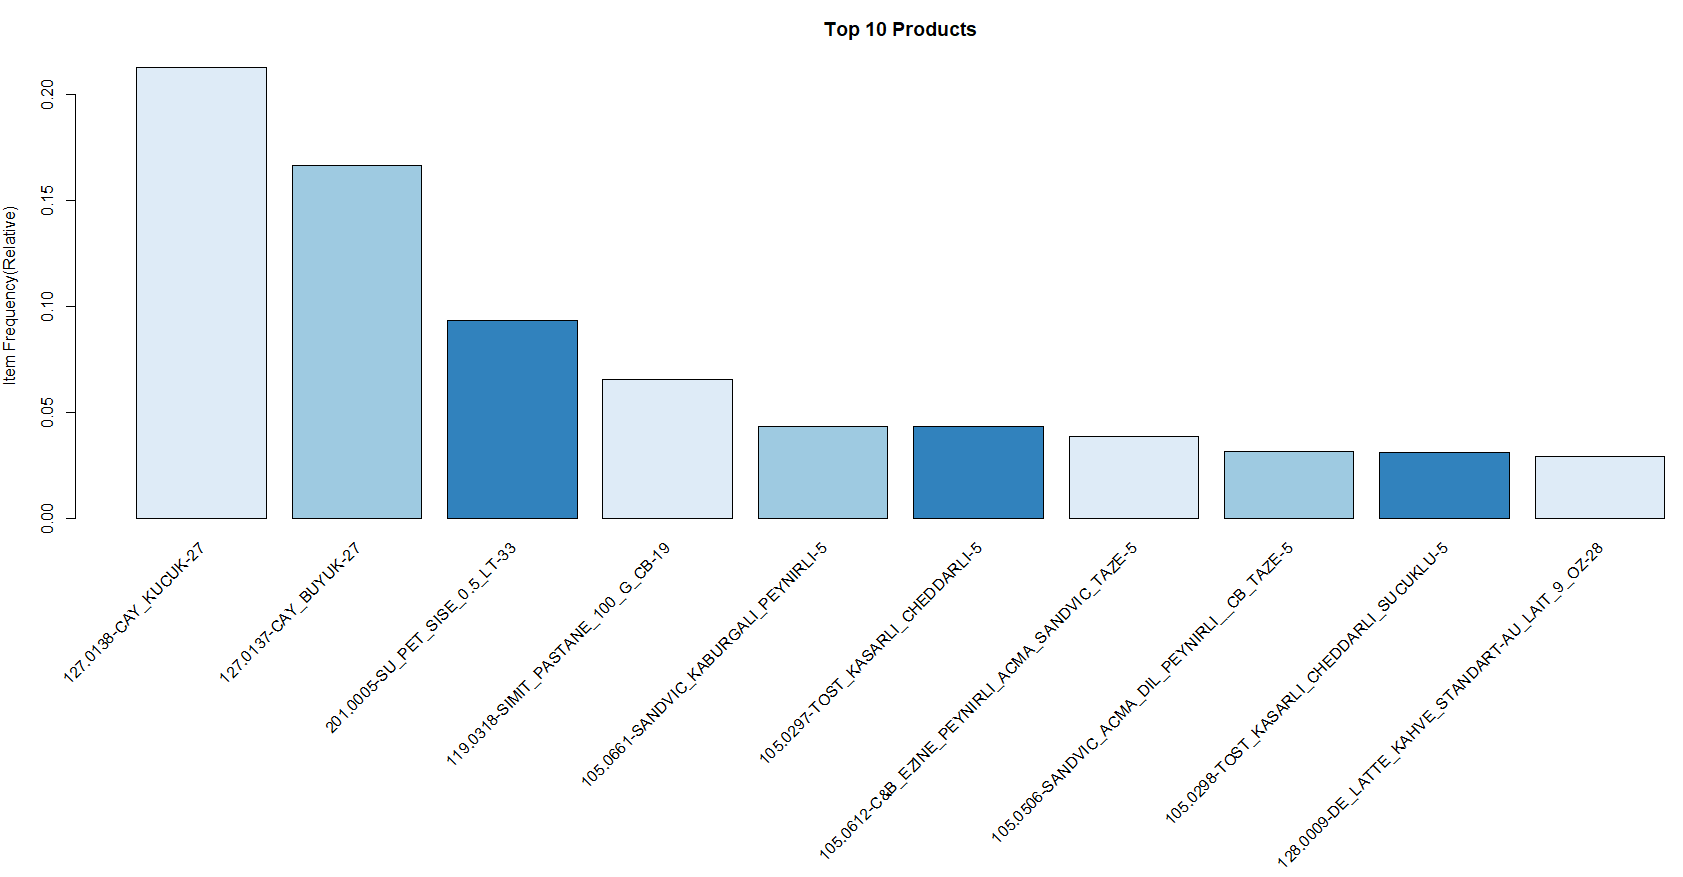 Top 10 Products
Item Frequency(Relative)
0.20
0.15
0.10
0.05
0.00
127.0138-CAY_KUCUK-27
127.0137-CAY_BUYUK-27
201.0005-SU_PET_SISE_0.5_LT-33
119.0318-SIMIT_PASTANE_100_G_CB-19
105.0661-SANDVIC_KABURGALI_PEYNIRLI-5
105.0297-TOST_KASARLI_CHEDDARLI-5
105.0612-C&B_EZINE_PEYNIRLI_ACMA_SANDVIC_TAZE-5
105.0506-SANDVIC_ACMA_DIL_PEYNIRLI__CB_TAZE-5
105.0298-TOST_KASARLI_CHEDDARLI_SUCUKLU-5
128.0009-DE_LATTE_KAHVE_STANDART-AU_LAIT_9_OZ-28